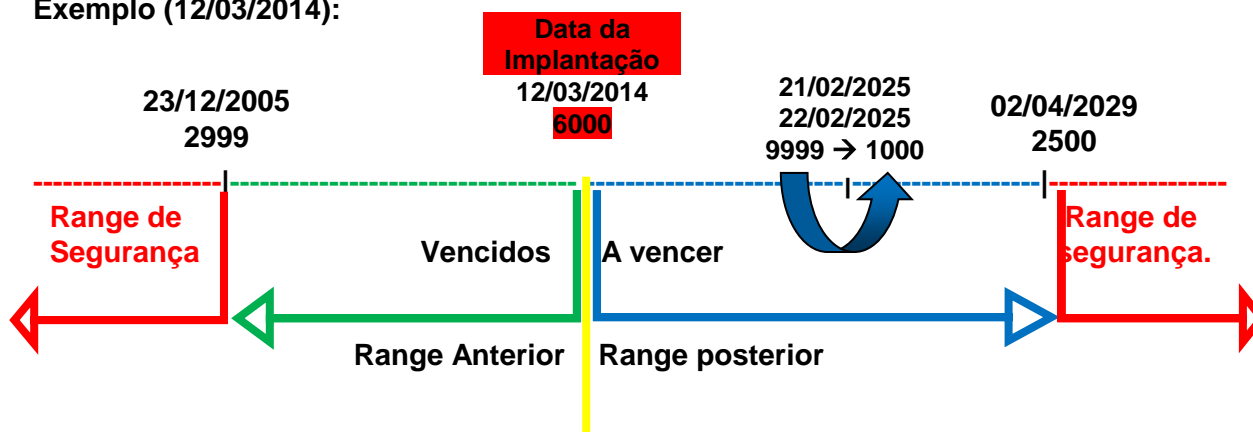 Exemplo (12/03/2014):
Data da
Implantação
12/03/2014
6000
23/12/2005
2999
21/02/2025
22/02/2025
9999 → 1000
02/04/2029
2500
Range de
Segurança
Vencidos
A vencer
Range de
segurança.
Range Anterior
Range posterior